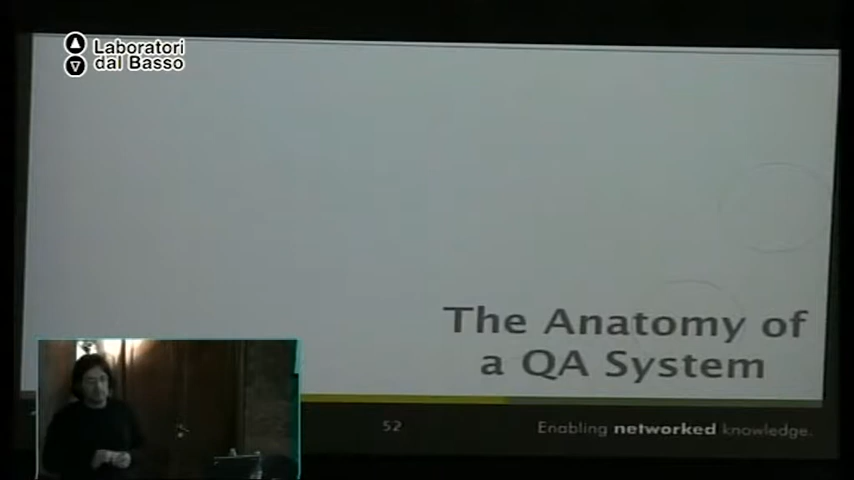 Laboratori
dal Basso
The Anatomy of
a QA System
52
Enabling networked knowledge.